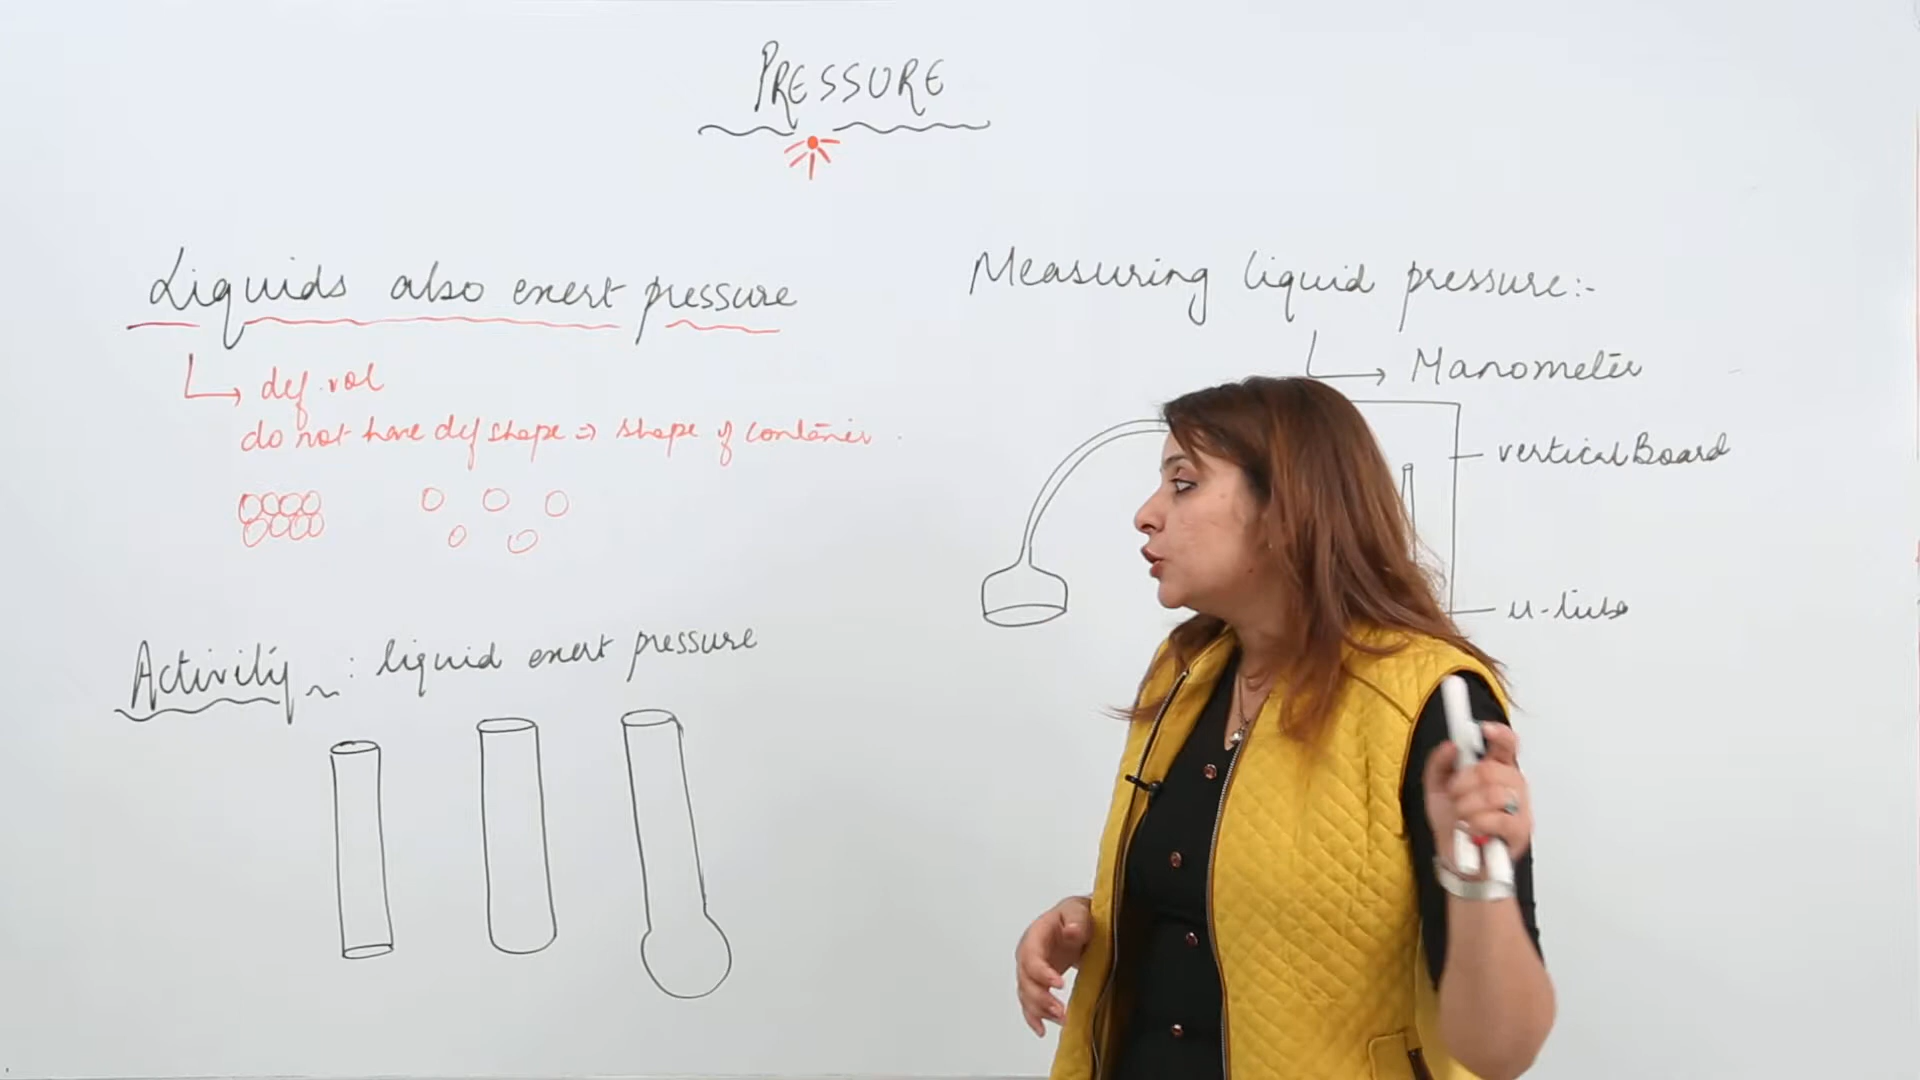 PRESSURE
Liquids also exert pressure
def. vol
do not have def shape => shape of container.
Activity : liquid exert pressure
Measuring liquid pressure:-
Manometer
vertical Board
u-tube